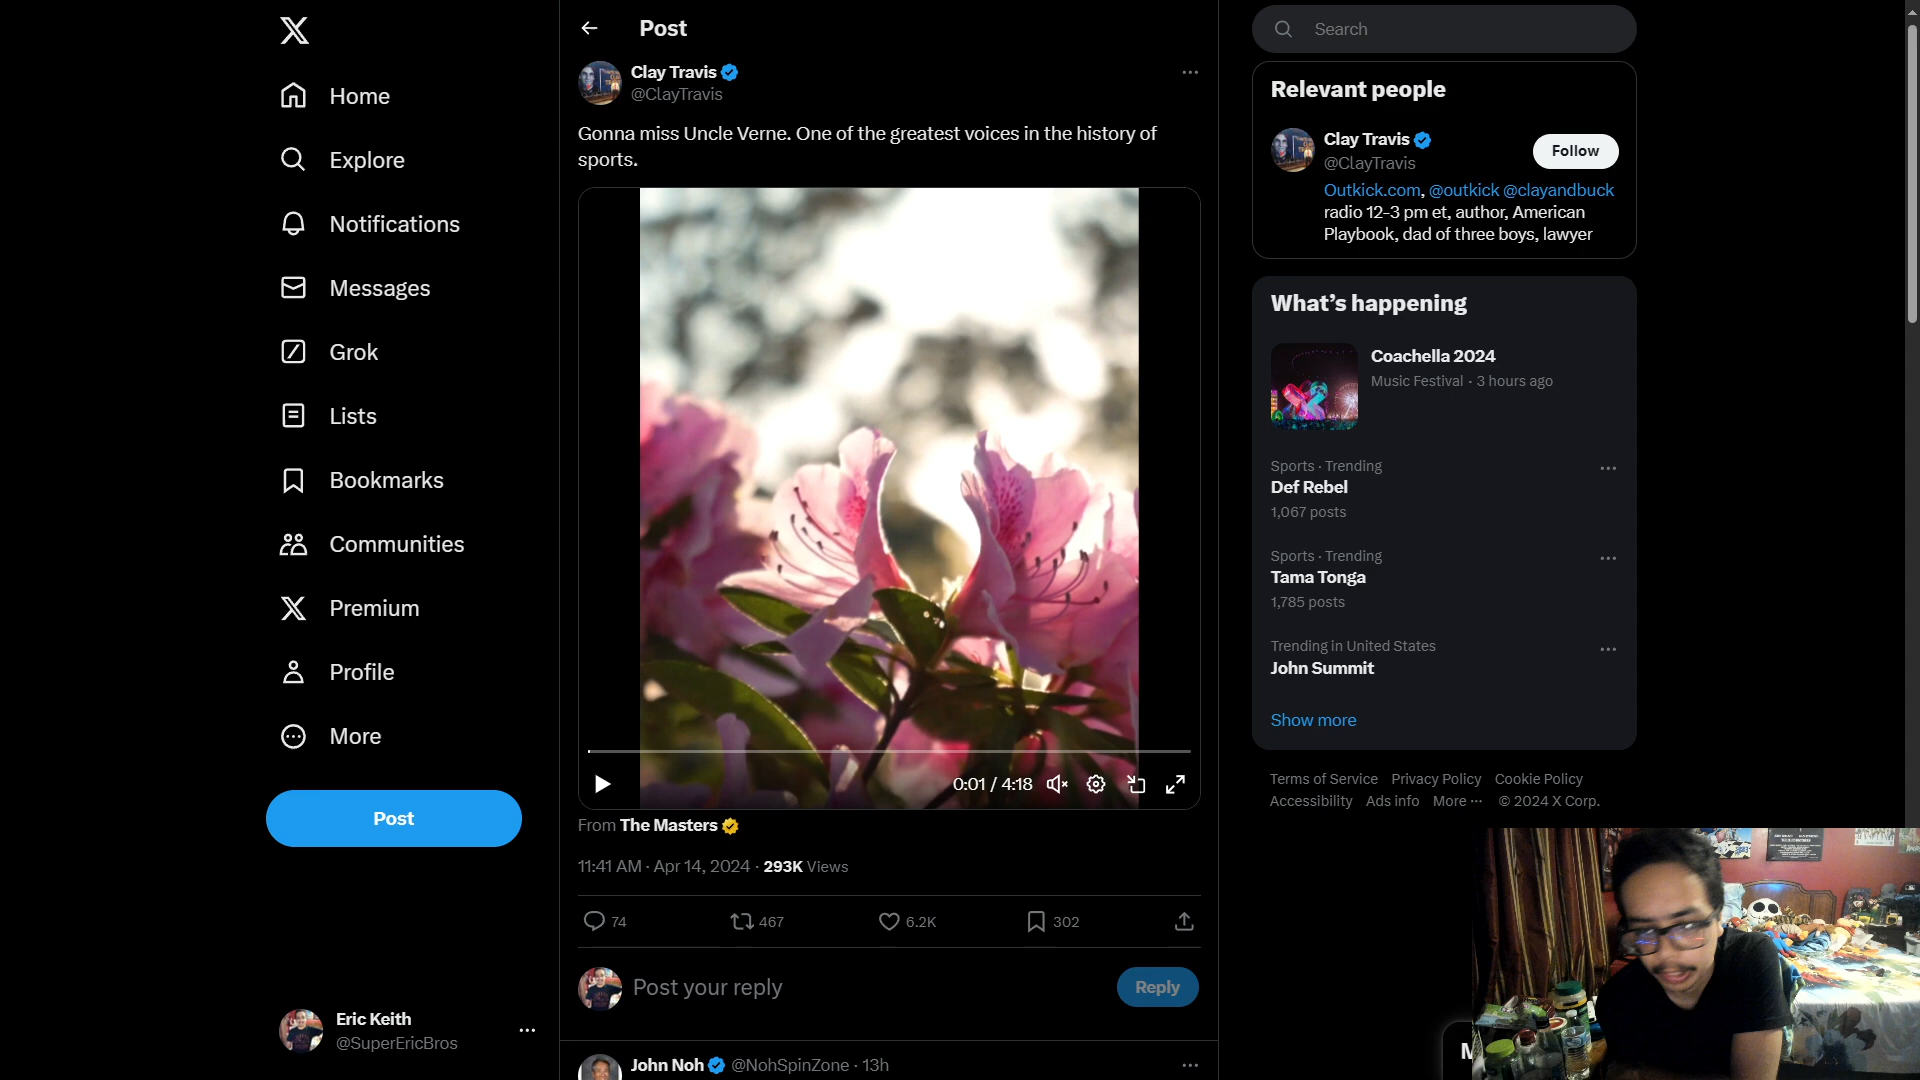 Home
Explore
Notifications
Messages
Grok
Lists
Bookmarks
Communities
Premium
Profile
More
Post
Eric Keith
@SuperEricBros
Post
Clay Travis
@ClayTravis
Gonna miss Uncle Verne. One of the greatest voices in the history of
sports.
0:01 / 4:18
From The Masters
11:41 AM · Apr 14, 2024 · 293K Views
74 467 6.2K 302
Post your reply
Reply
John Noh @NohSpinZone · 13h
Search
Relevant people
Clay Travis
@ClayTravis
Follow
Outkick.com, @outkick @clayandbuck
radio 12-3 pm et, author, American
Playbook, dad of three boys, lawyer
What’s happening
Coachella 2024
Music Festival · 3 hours ago
Sports · Trending
Def Rebel
1,067 posts
Sports · Trending
Tama Tonga
1,785 posts
Trending in United States
John Summit
Show more
Terms of Service Privacy Policy Cookie Policy
Accessibility Ads info More ··· © 2024 X Corp.